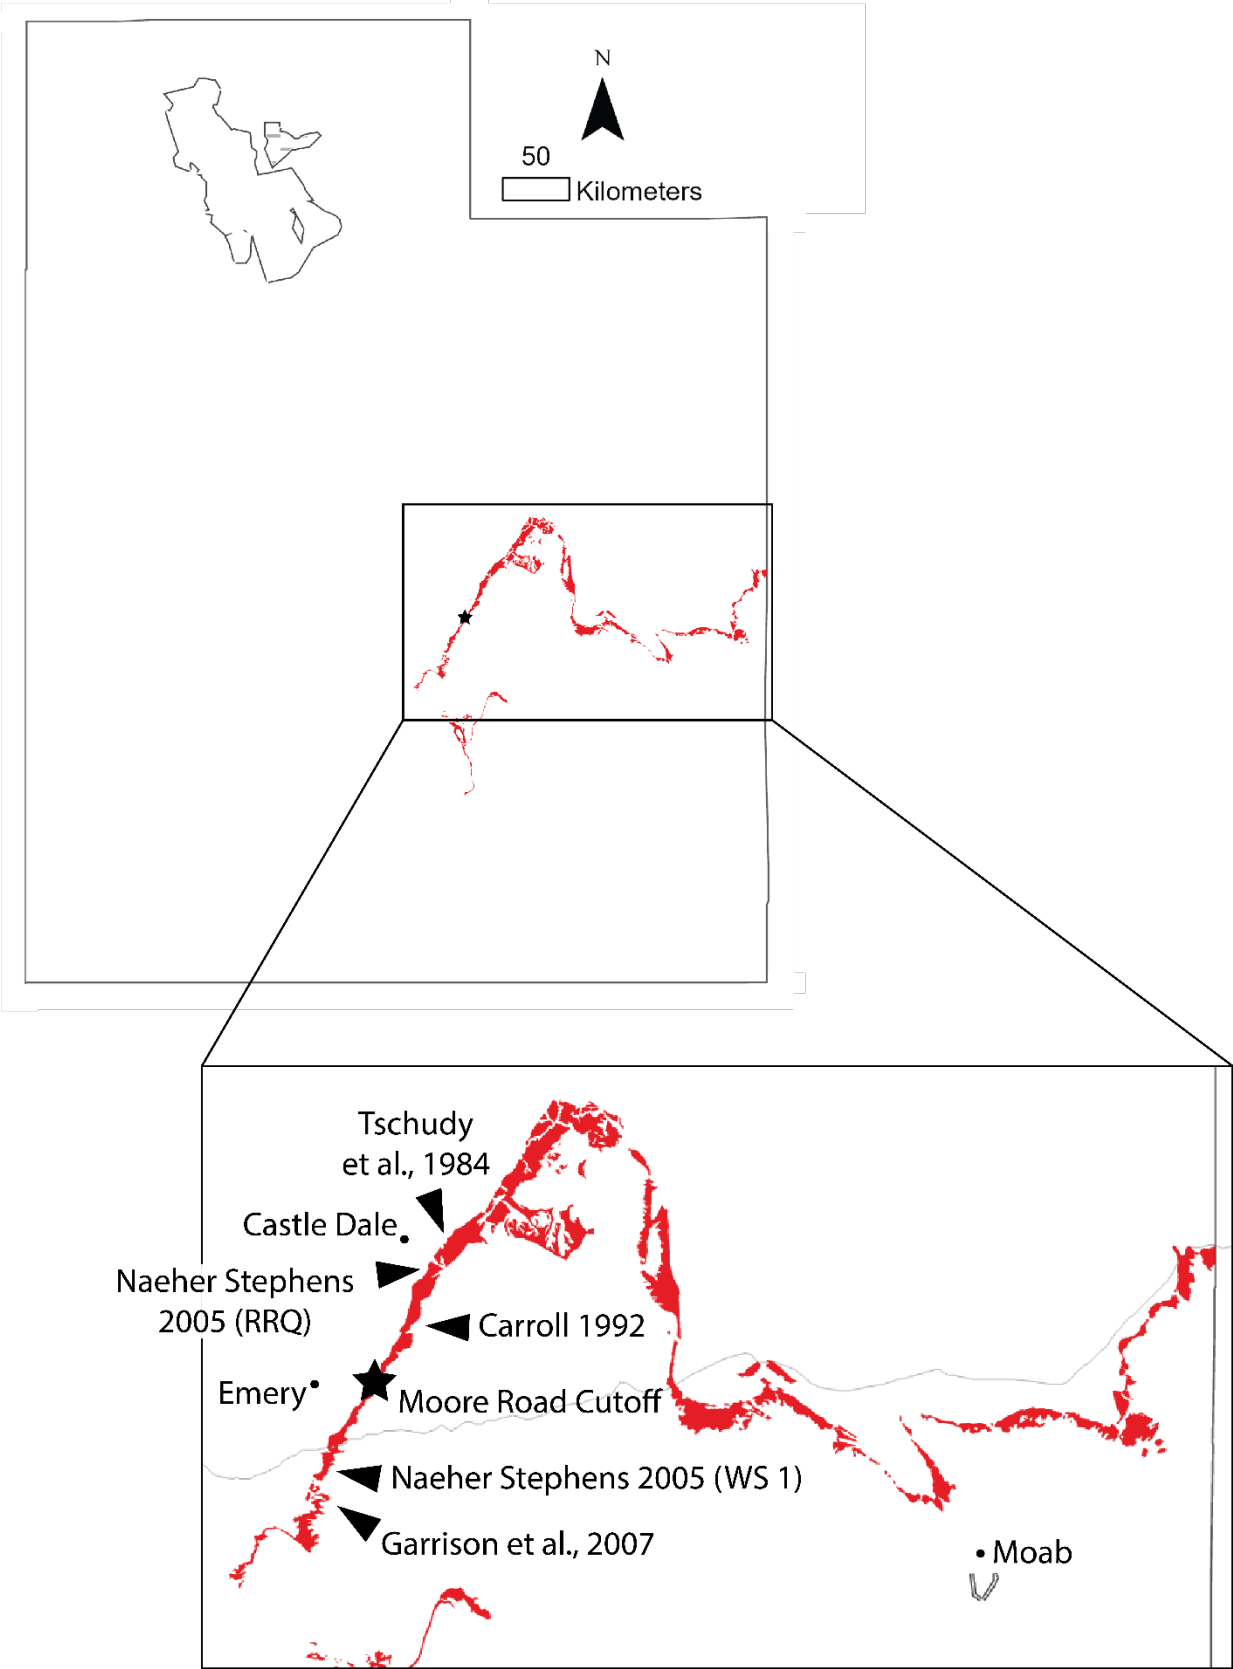 N
50
Kilometers
Tschudy
et al., 1984
Castle Dale
Naeher Stephens
2005 (RRQ)
Carroll 1992
Emery
Moore Road Cutoff
Naeher Stephens 2005 (WS 1)
Garrison et al., 2007
Moab